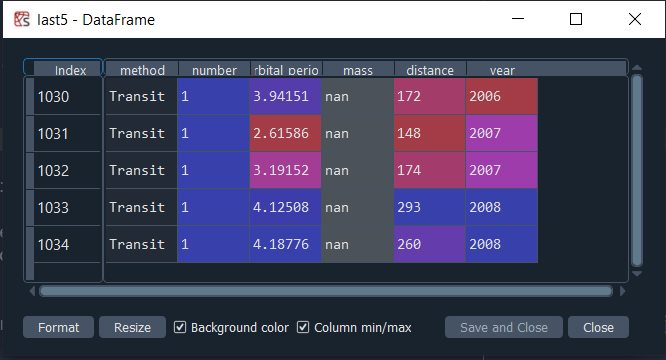 last5 - DataFrame
Index method number rbital perio mass distance year
1030 Transit 1 3.94151 nan 172 2006
1031 Transit 1 2.61586 nan 148 2007
1032 Transit 1 3.19152 nan 174 2007
1033 Transit 1 4.12508 nan 293 2008
1034 Transit 1 4.18776 nan 260 2008
Format Resize Background color Column min/max Save and Close Close